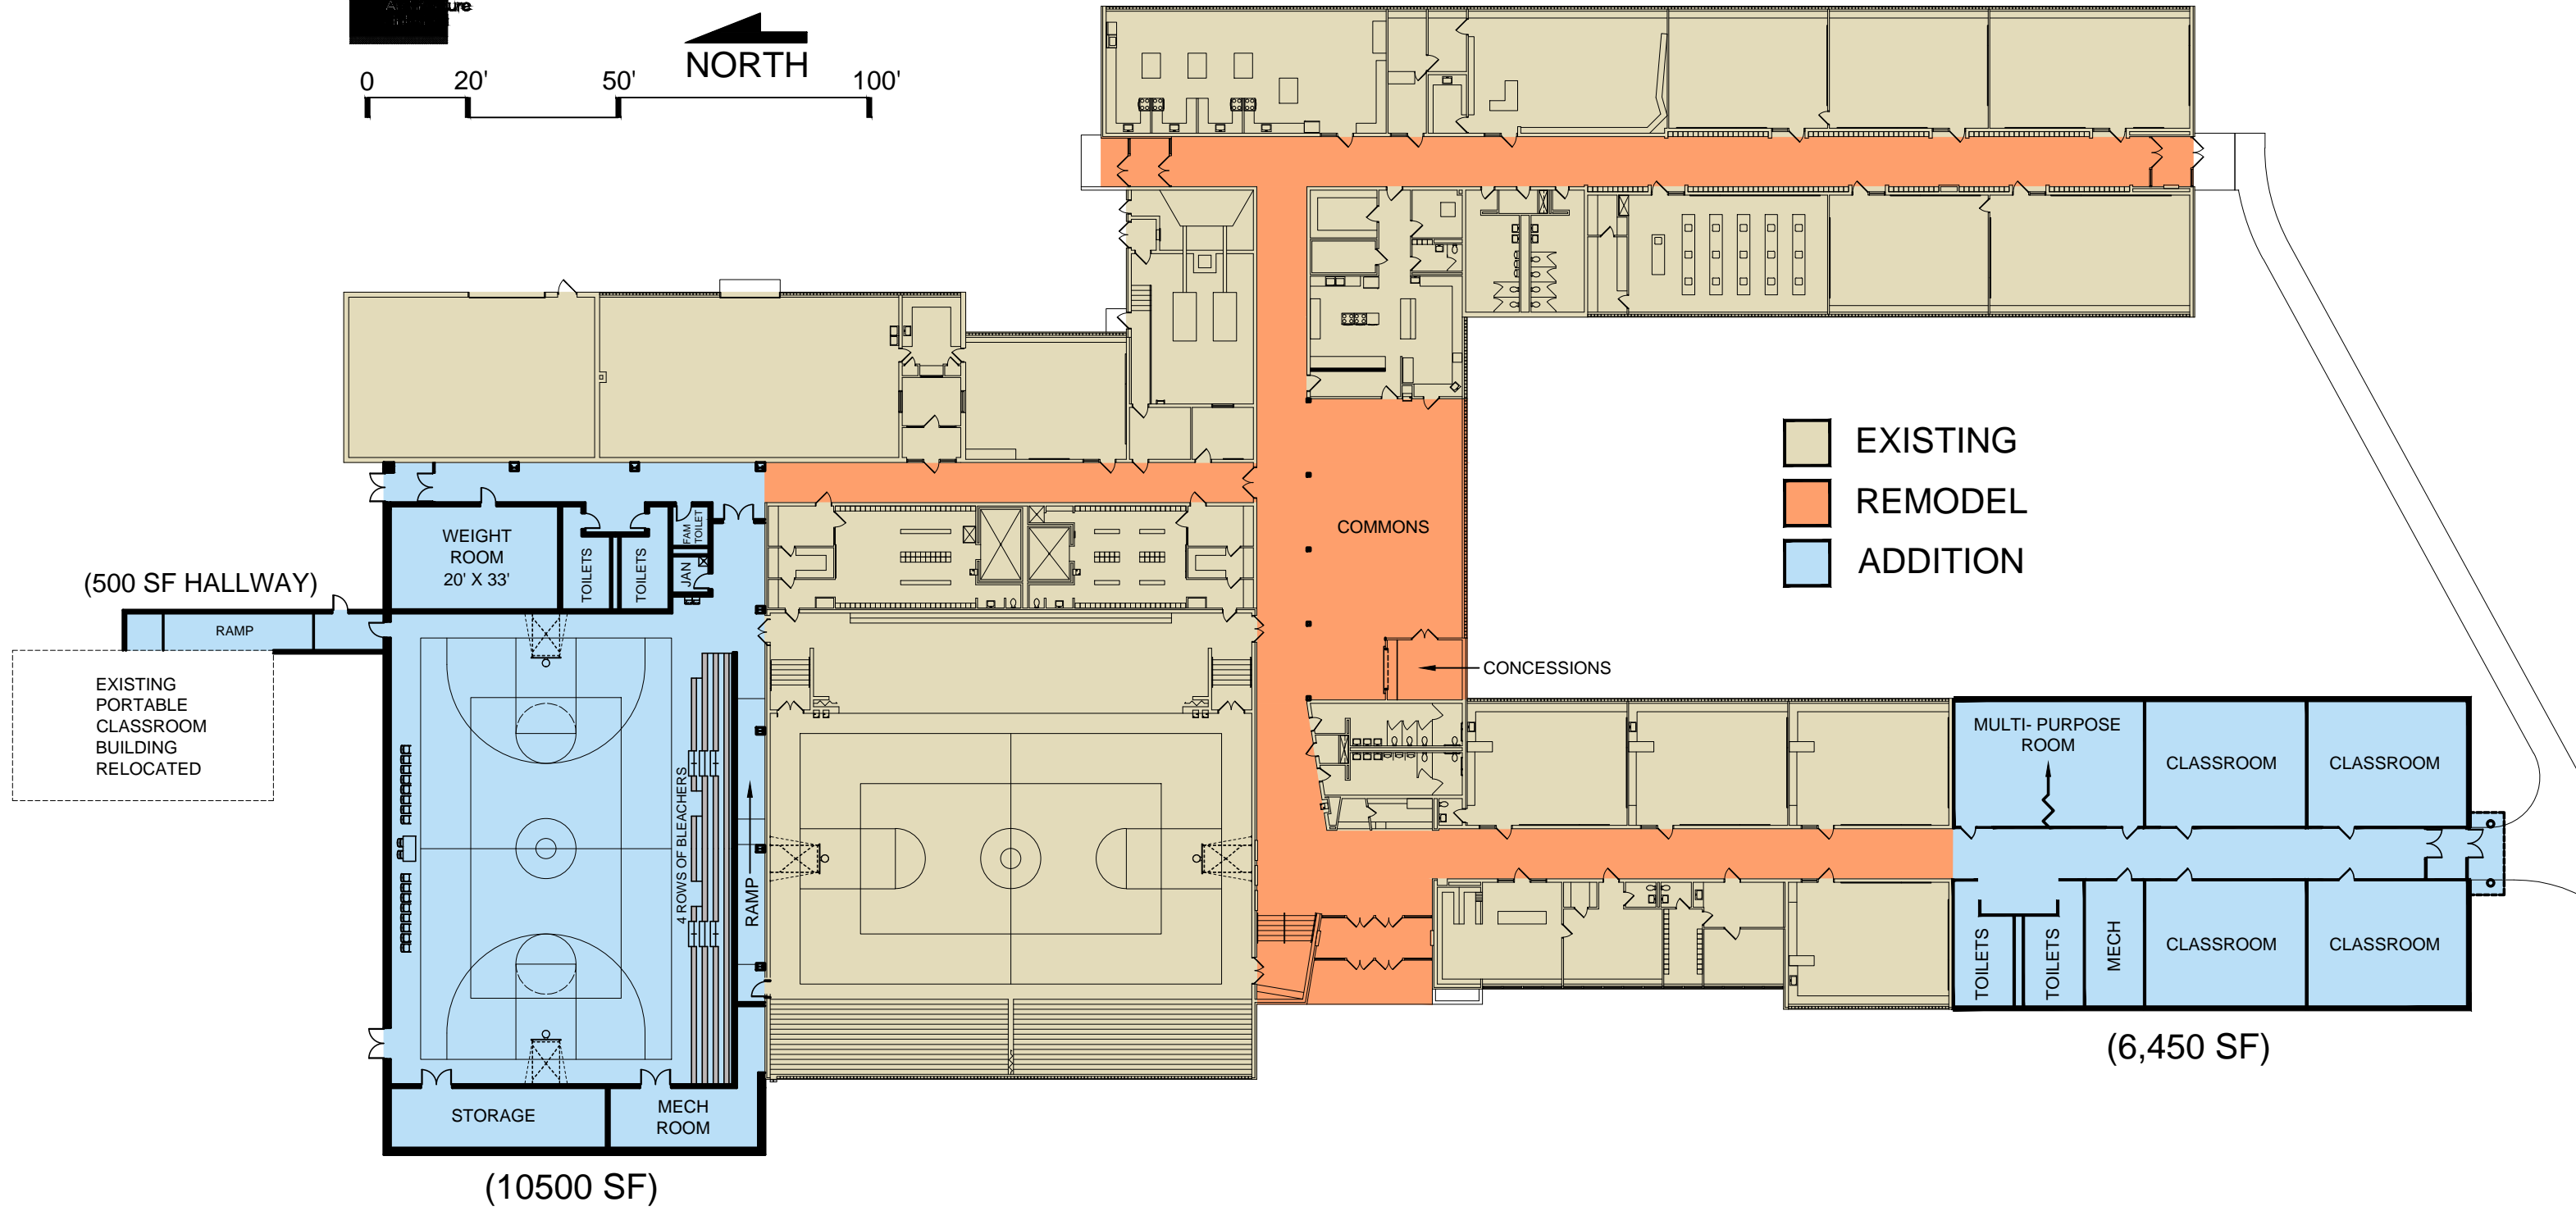 NORTH
0 20' 50' 100'
EXISTING
REMODEL
ADDITION
COMMONS
CONCESSIONS
WEIGHT
ROOM
20' X 33'
TOILETS
TOILETS
FAM
TOILET
JAN
(500 SF HALLWAY)
RAMP
EXISTING
PORTABLE
CLASSROOM
BUILDING
RELOCATED
4 ROWS OF BLEACHERS
RAMP
STORAGE
MECH
ROOM
(10500 SF)
MULTI- PURPOSE
ROOM
CLASSROOM
CLASSROOM
TOILETS
TOILETS
MECH
CLASSROOM
CLASSROOM
(6,450 SF)